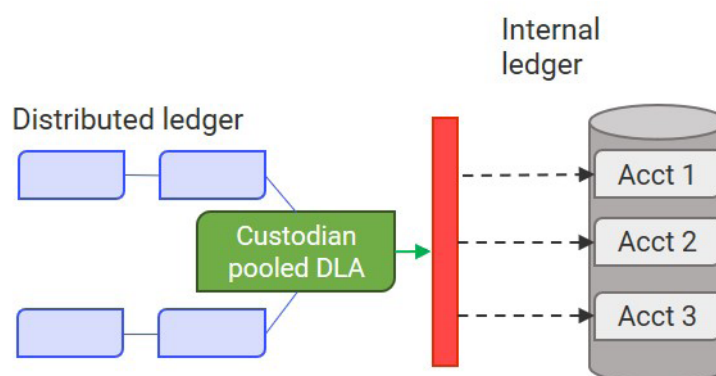 Internal
ledger
Distributed ledger
Acct 1
Custodian
pooled DLA
Acct 2
Acct 3